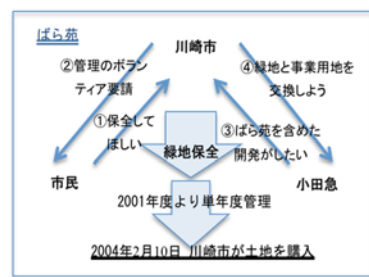 ばら苑
川崎市
②管理のボラン
ティア要請
④緑地と事業用地を
交換しよう
①保全して
ほしい
③ばら苑を含めた
開発がしたい
緑地保全
市民
小田急
2001年度より単年度管理
2004年2月10日 川崎市が土地を購入